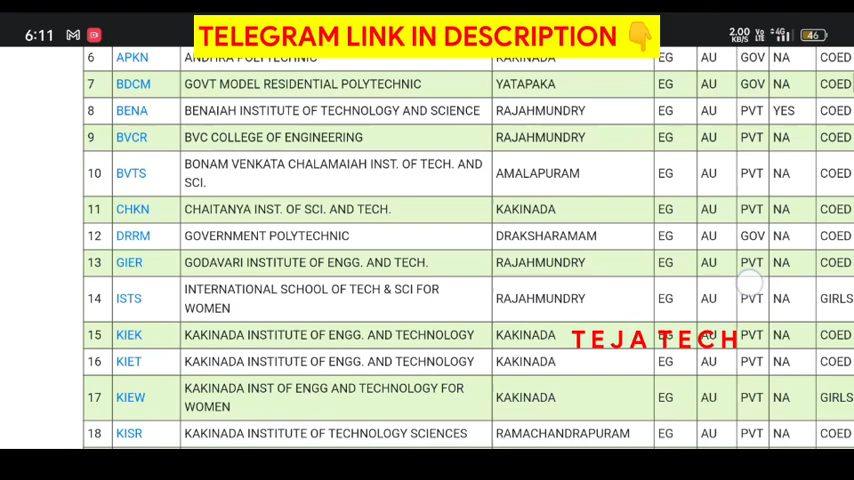 6:11 TELEGRAM LINK IN DESCRIPTION 👇 2.00 KB/S Vo LTE 4G 46
6 APKN ANDHRA POLYTECHNIC KAKINADA EG AU GOV NA COED
7 BDCM GOVT MODEL RESIDENTIAL POLYTECHNIC YATAPAKA EG AU GOV NA COED
8 BENA BENAIAH INSTITUTE OF TECHNOLOGY AND SCIENCE RAJAHMUNDRY EG AU PVT YES COED
9 BVCR BVC COLLEGE OF ENGINEERING RAJAHMUNDRY EG AU PVT NA COED
10 BVTS BONAM VENKATA CHALAMAIAH INST. OF TECH. AND
SCI. AMALAPURAM EG AU PVT NA COED
11 CHKN CHAITANYA INST. OF SCI. AND TECH. KAKINADA EG AU PVT NA COED
12 DRRM GOVERNMENT POLYTECHNIC DRAKSHARAMAM EG AU GOV NA COED
13 GIER GODAVARI INSTITUTE OF ENGG. AND TECH. RAJAHMUNDRY EG AU PVT NA COED
14 ISTS INTERNATIONAL SCHOOL OF TECH & SCI FOR
WOMEN RAJAHMUNDRY EG AU PVT NA GIRLS
15 KIEK KAKINADA INSTITUTE OF ENGG. AND TECHNOLOGY KAKINADA EG AU PVT NA COED
TEJA TECH
16 KIET KAKINADA INSTITUTE OF ENGG. AND TECHNOLOGY KAKINADA EG AU PVT NA COED
17 KIEW KAKINADA INST OF ENGG AND TECHNOLOGY FOR
WOMEN KAKINADA EG AU PVT NA GIRLS
18 KISR KAKINADA INSTITUTE OF TECHNOLOGY SCIENCES RAMACHANDRAPURAM EG AU PVT NA COED